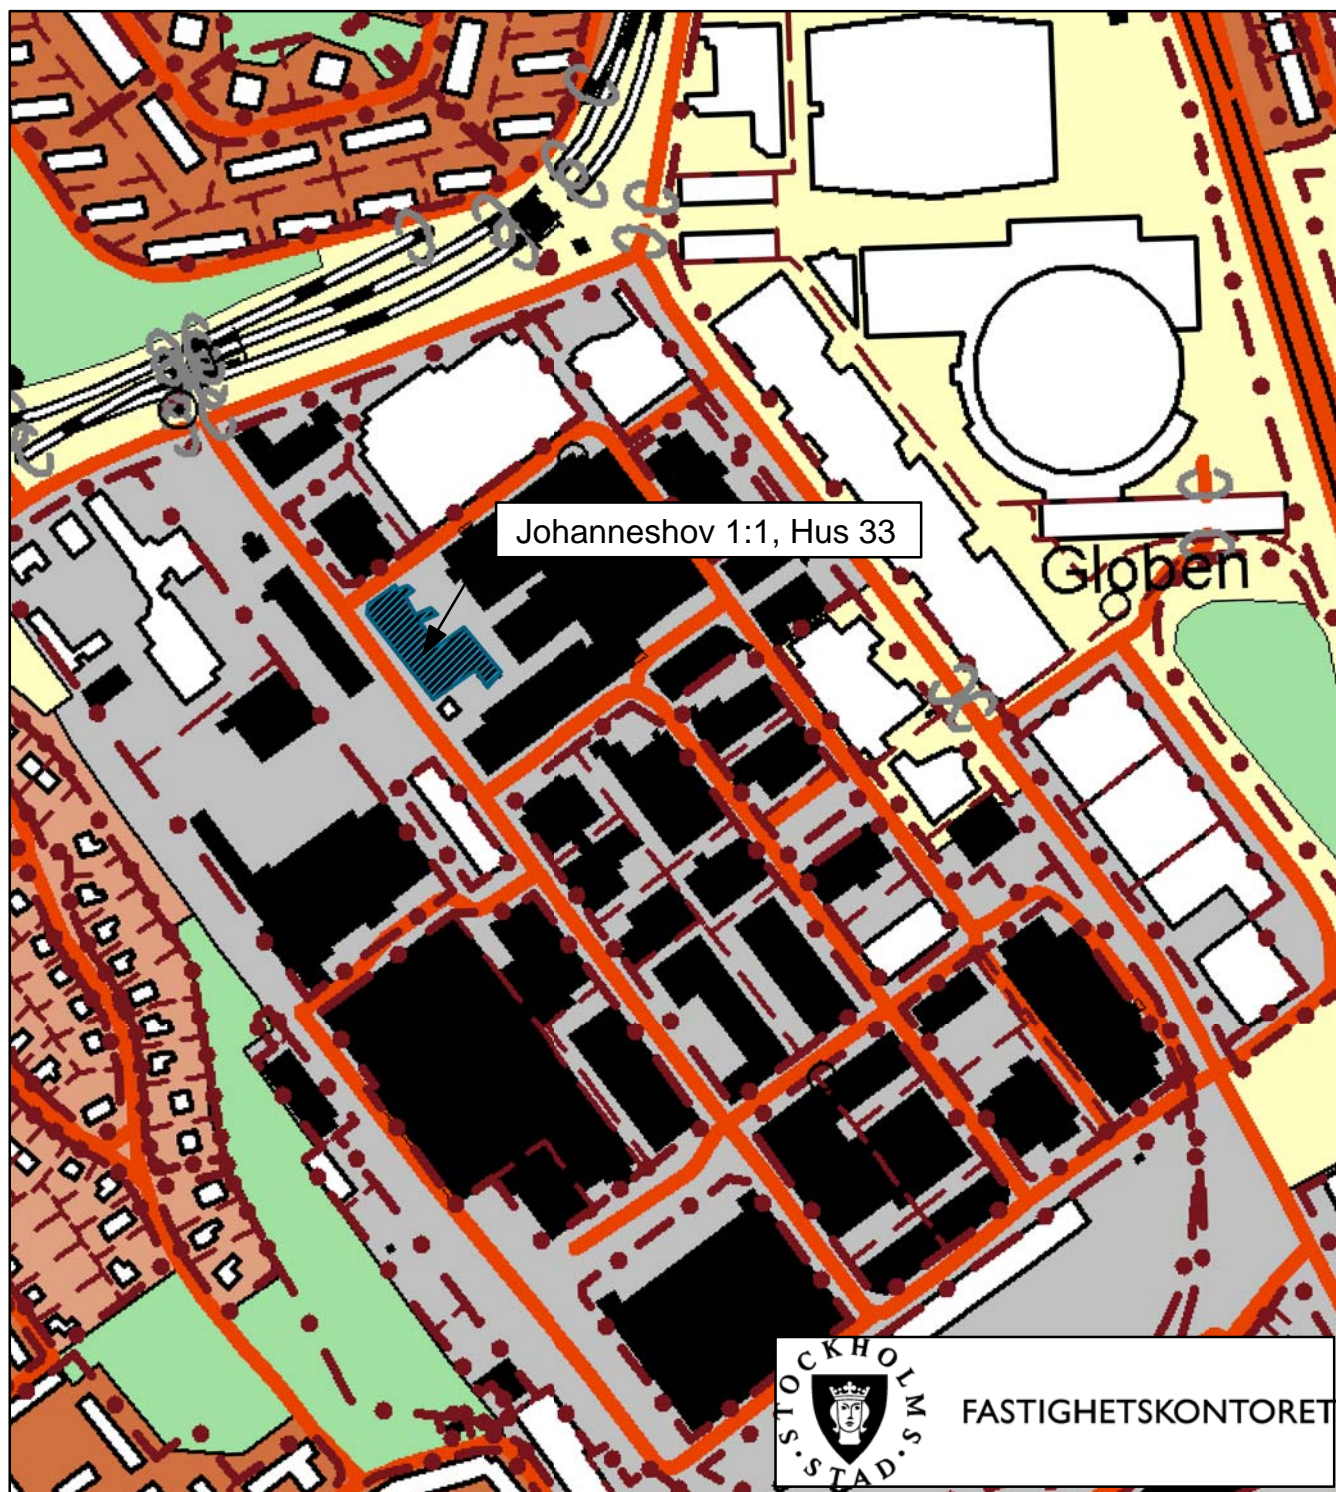 Johanneshov 1:1, Hus 33
Globen
STOCKHOLMS
·STAD·
FASTIGHETSKONTORET